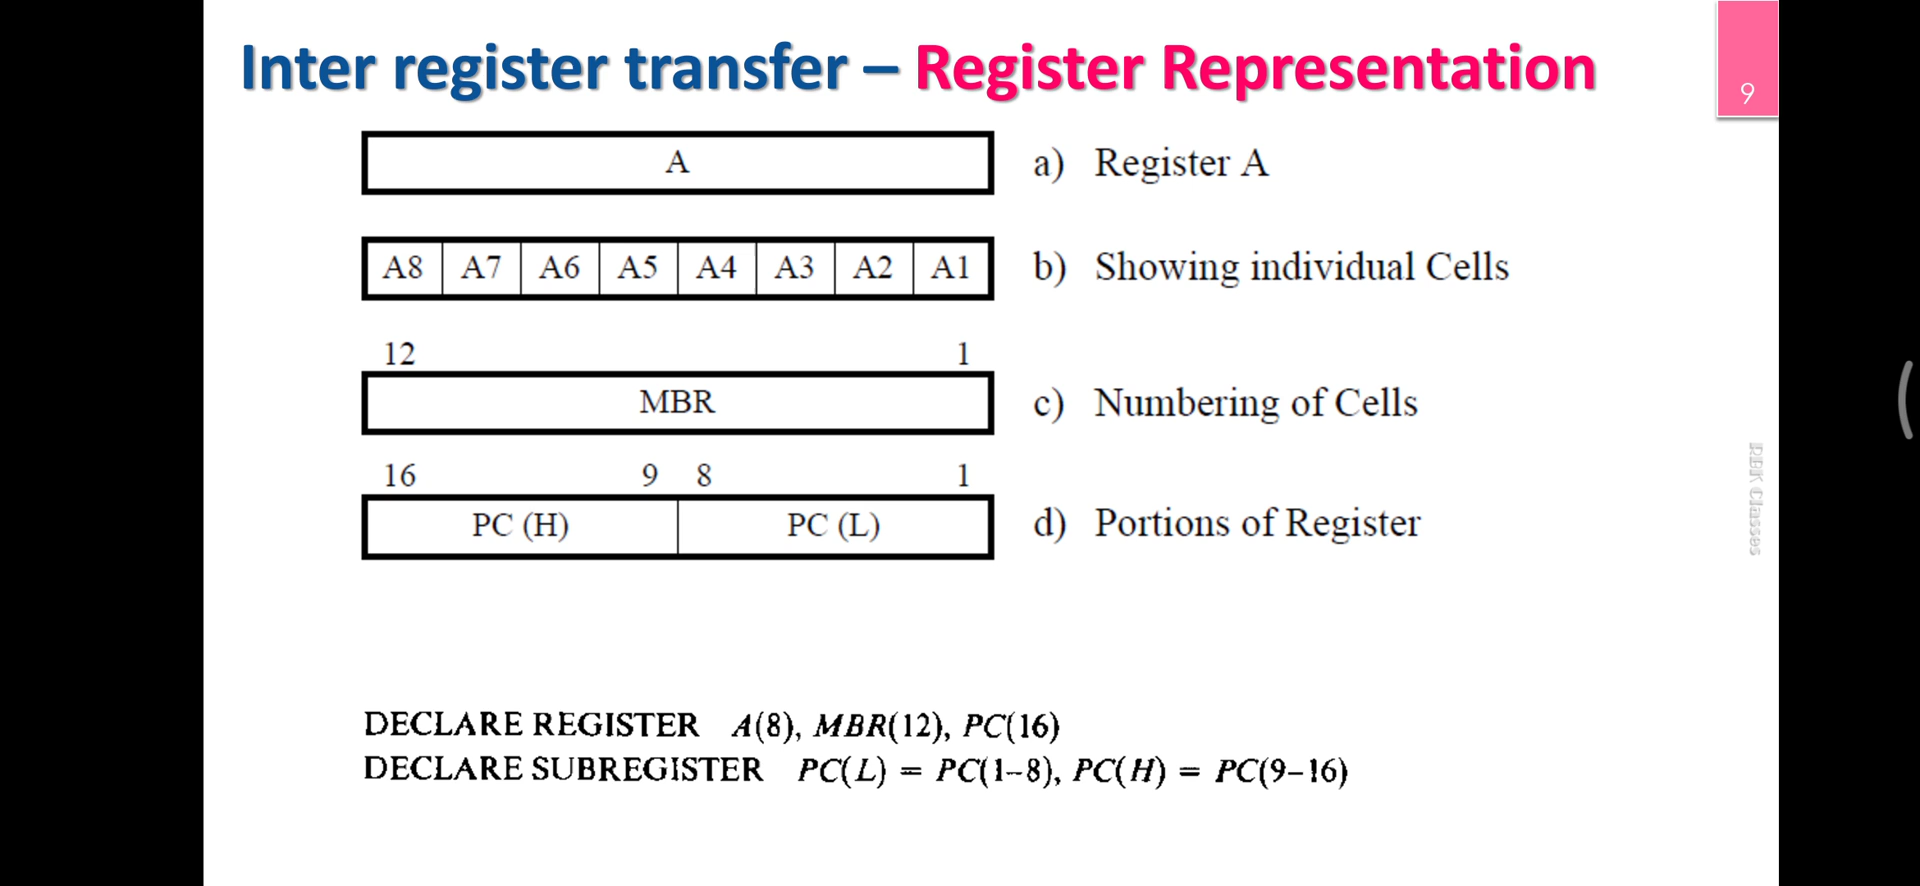 Inter register transfer – Register Representation
9
A
a) Register A
A8 A7 A6 A5 A4 A3 A2 A1
b) Showing individual Cells
12 1
MBR
c) Numbering of Cells
16 9 8 1
PC (H) PC (L)
d) Portions of Register
RBK Classes
DECLARE REGISTER A(8), MBR(12), PC(16)
DECLARE SUBREGISTER PC(L) = PC(1–8), PC(H) = PC(9–16)